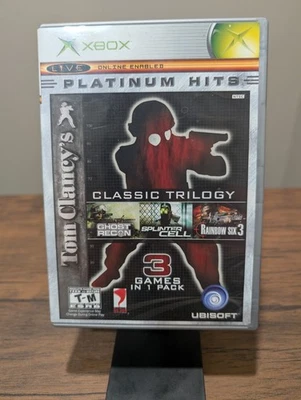 XBOX
LIVE ONLINE ENABLED
PLATINUM HITS
Tom Clancy's
CLASSIC TRILOGY
GHOST RECON
SPLINTER CELL
RAINBOW SIX 3
3
GAMES
IN 1 PACK
T-M
ESRB
UBISOFT